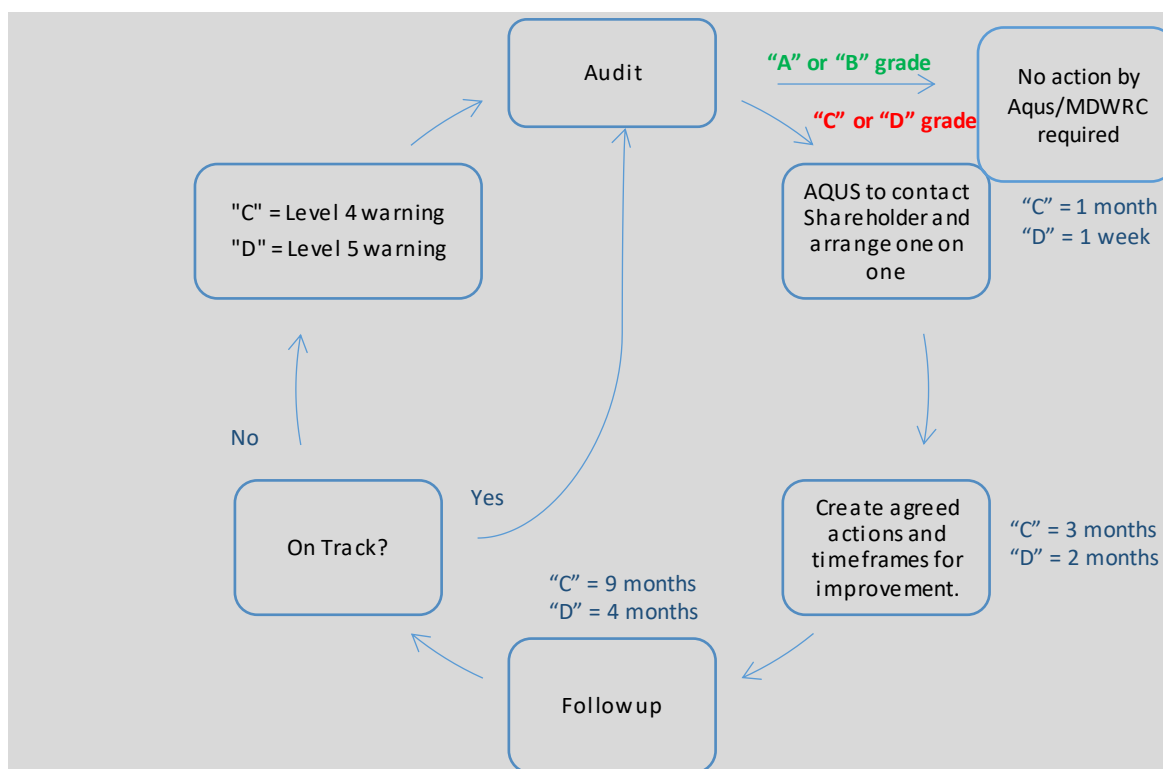 Audit
“A” or “B” grade
“C” or “D” grade
No action by
Aqus/MDWRC
required
AQUS to contact
Shareholder and
arrange one on
one
“C” = 1 month
“D” = 1 week
Create agreed
actions and
timeframes for
improvement.
“C” = 3 months
“D” = 2 months
“C” = 9 months
“D” = 4 months
Followup
On Track?
Yes
No
"C" = Level 4 warning
"D" = Level 5 warning